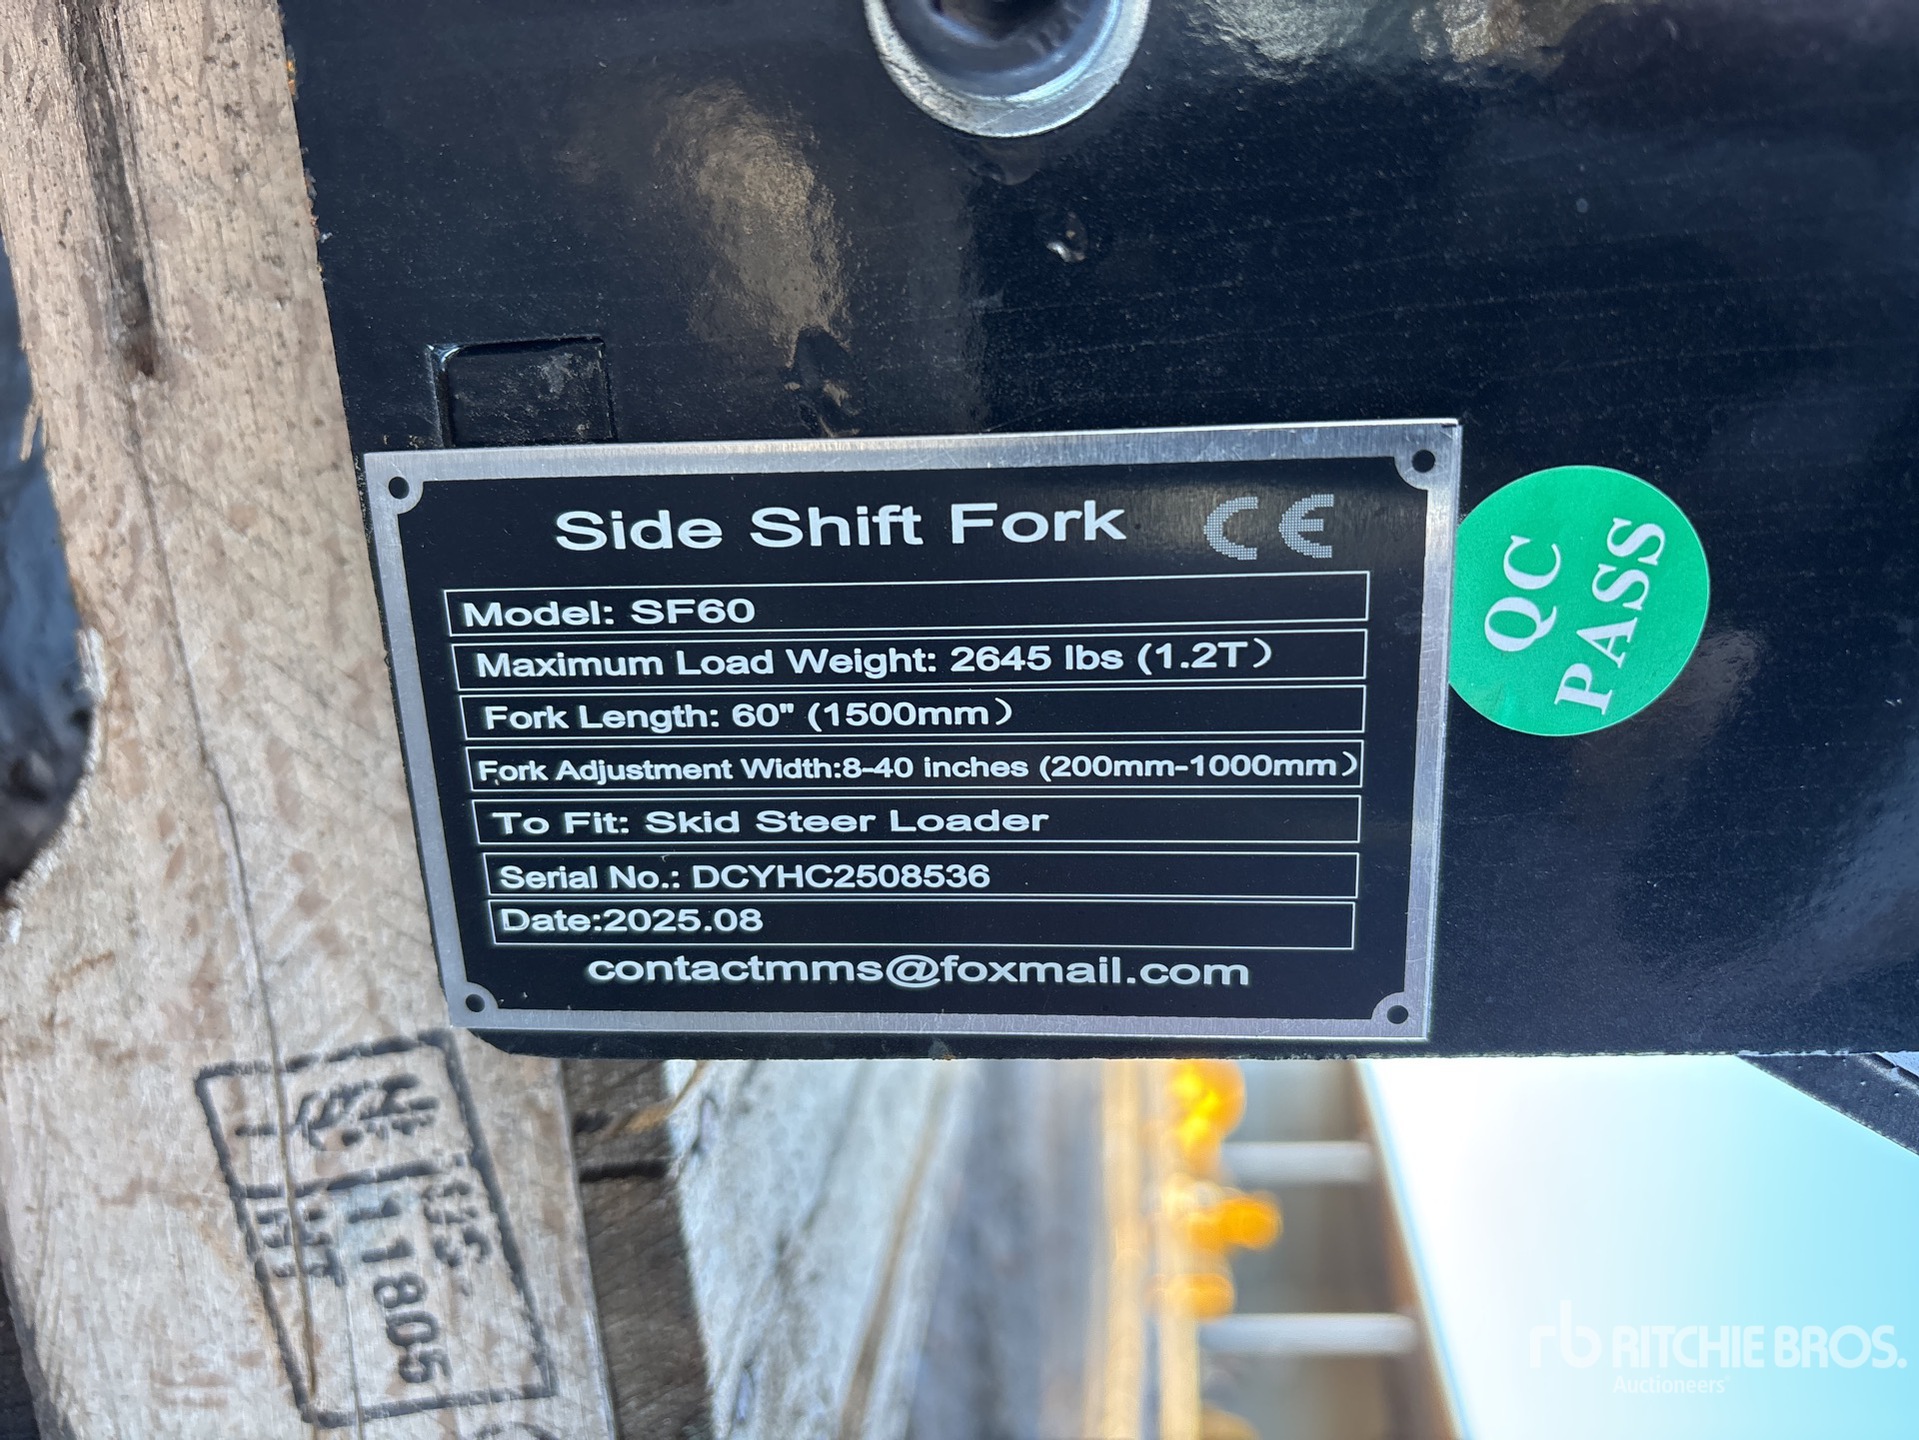 Side Shift Fork CE
Model: SF60
Maximum Load Weight: 2645 lbs (1.2T)
Fork Length: 60" (1500mm)
Fork Adjustment Width:8-40 inches (200mm-1000mm)
To Fit: Skid Steer Loader
Serial No.: DCYHC2508536
Date:2025.08
contactmms@foxmail.com
QC
PASS
11805
rb RITCHIE BROS.
Auctioneers